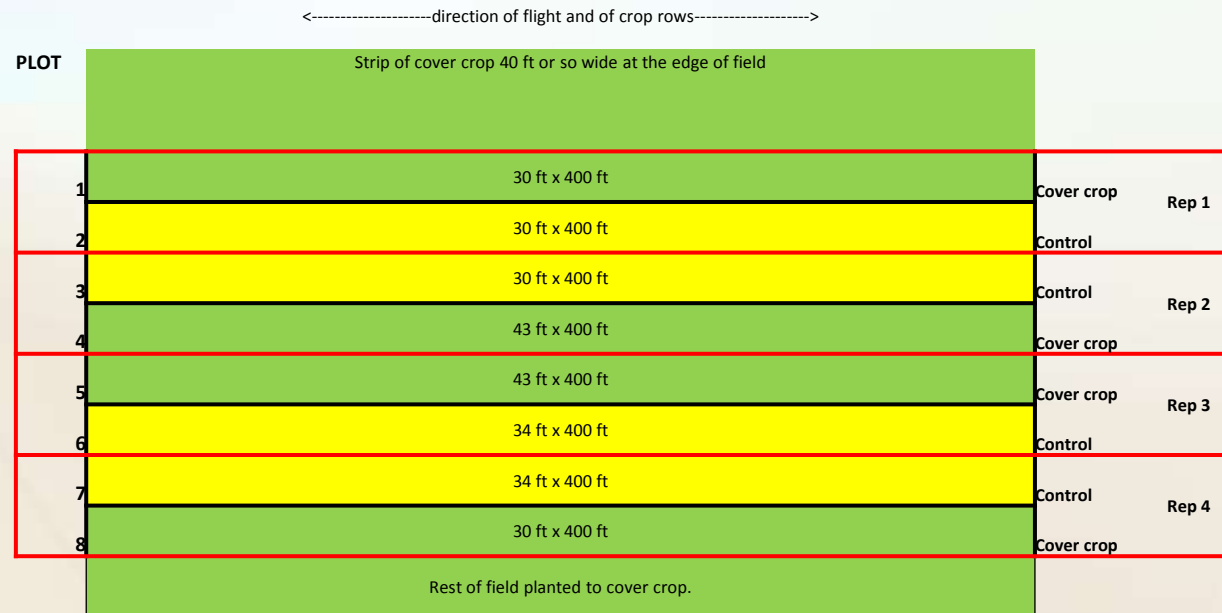 <---------------------direction of flight and of crop rows-------------------->
PLOT
Strip of cover crop 40 ft or so wide at the edge of field
1 30 ft x 400 ft Cover crop Rep 1
2 30 ft x 400 ft Control
3 30 ft x 400 ft Control Rep 2
4 43 ft x 400 ft Cover crop
5 43 ft x 400 ft Cover crop Rep 3
6 34 ft x 400 ft Control
7 34 ft x 400 ft Control Rep 4
8 30 ft x 400 ft Cover crop
Rest of field planted to cover crop.